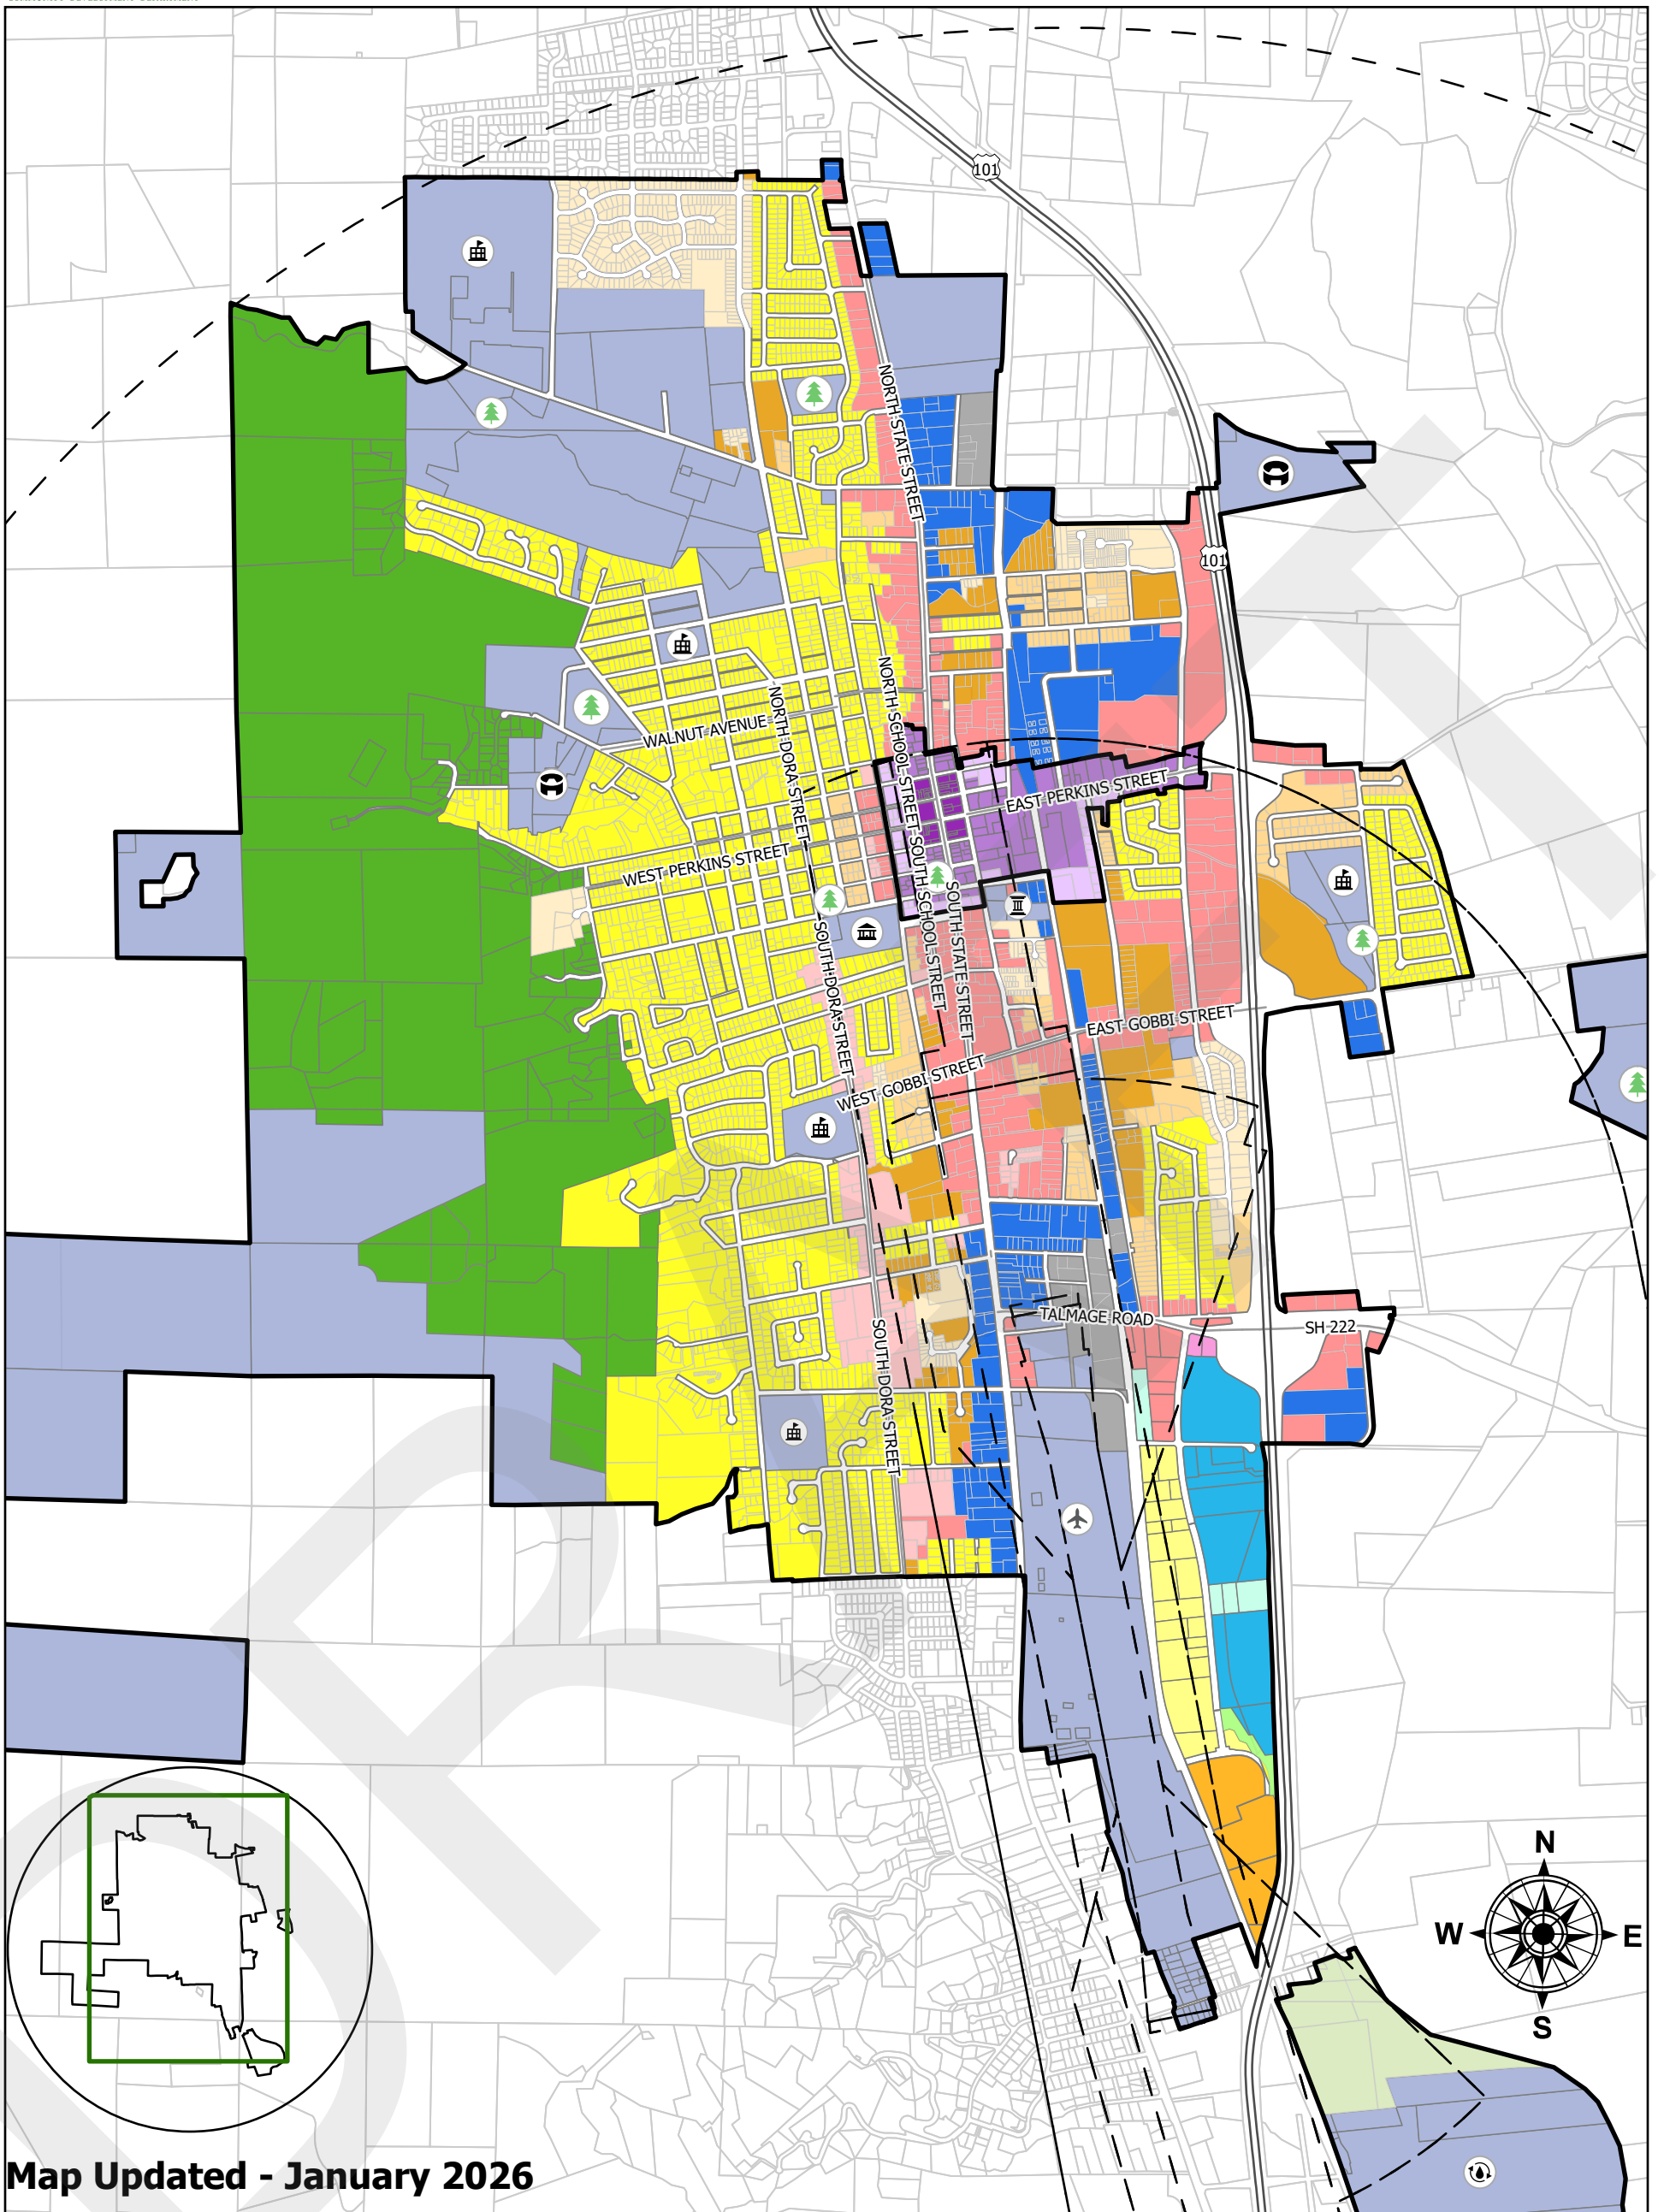 101
NORTH STATE STREET
101
NORTH SCHOOL STREET
NORTH DORA STREET
WALNUT AVENUE
EAST PERKINS STREET
WEST PERKINS STREET
SOUTH SCHOOL STREET
SOUTH STATE STREET
SOUTH DORA STREET
EAST GOBBI STREET
WEST GOBBI STREET
TALMAGE ROAD
SH 222
SOUTH DORA STREET
N
W
E
S
Map Updated - January 2026